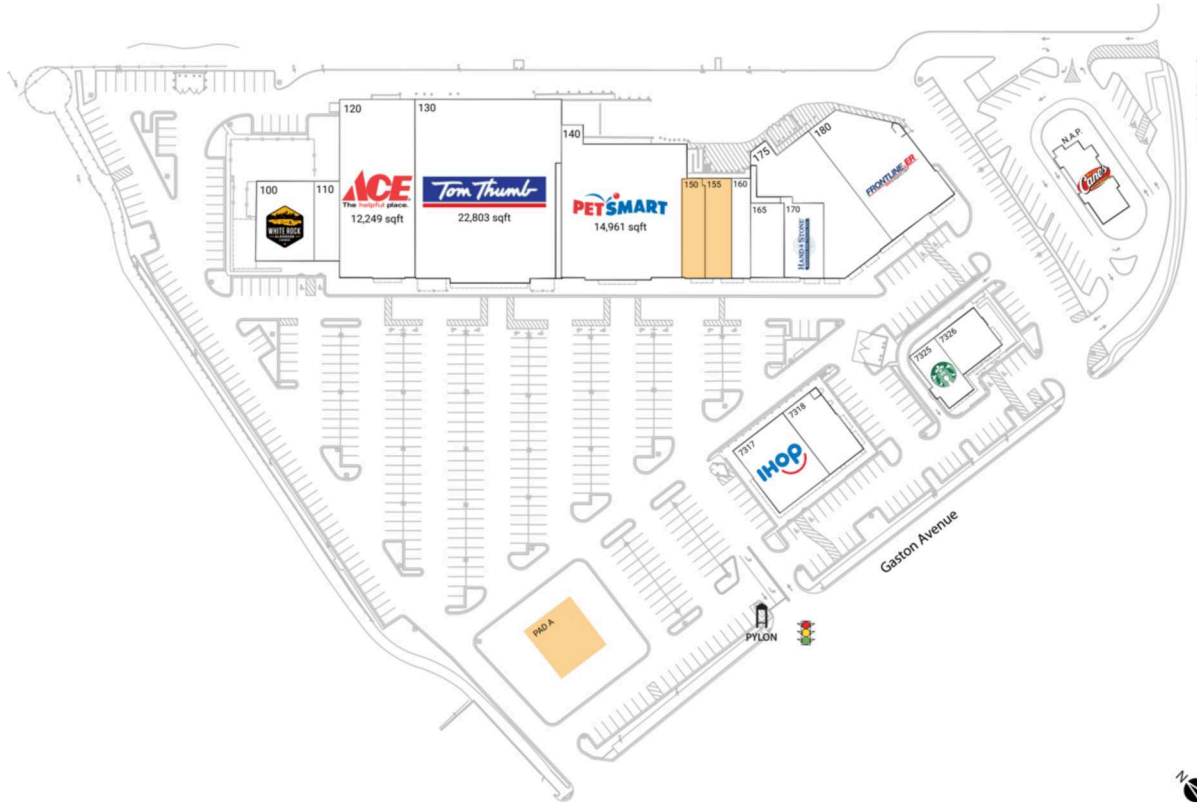 120
130
140
180
175
N.A.P.
Cane's
FRONTLINE ER
100
110
ACE
The helpful place.
12,249 sqft
Tom Thumb
22,803 sqft
PETSMART
14,961 sqft
150
155
160
165
170
HAND & STONE
WHITE ROCK
7325
7326
7317
7318
IHOP
Gaston Avenue
PAD A
PYLON
N